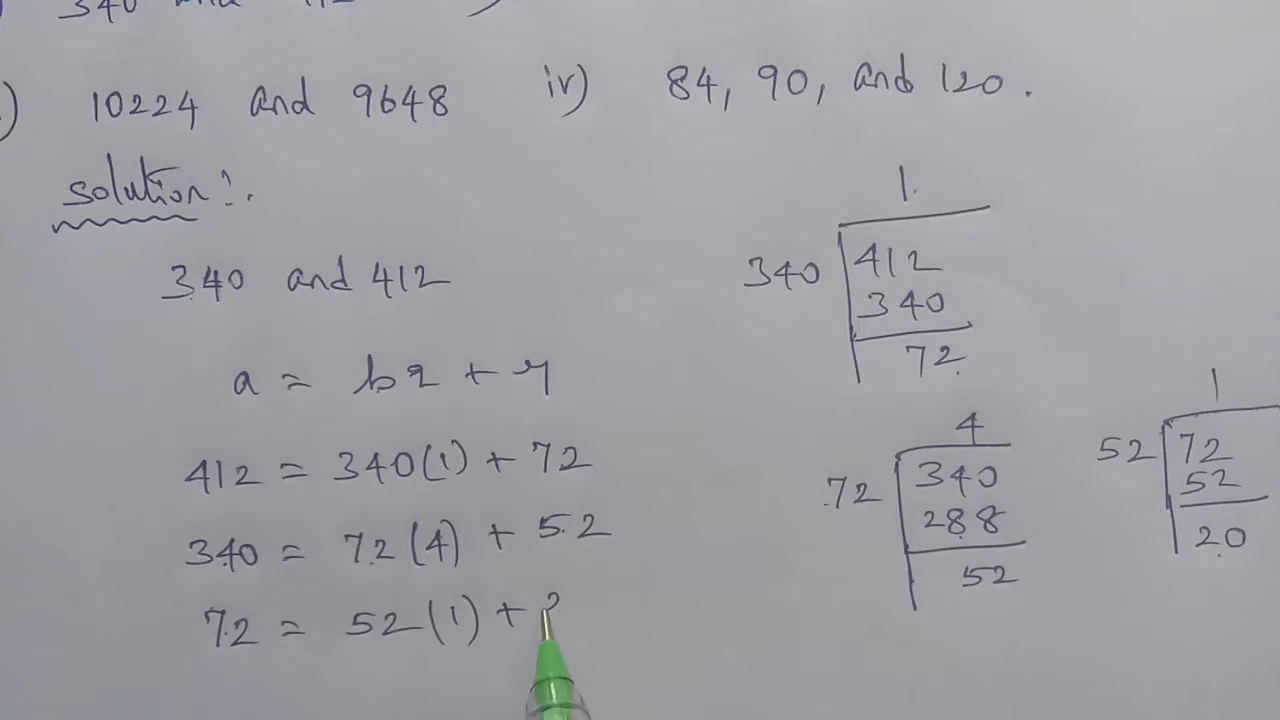 340 and
) 10224 and 9648 iv) 84, 90, and 120.
Solution:.
340 and 412
a = bq + r
412 = 340(1) + 72
340 = 72(4) + 52
72 = 52(1) +
1
340 412
340
72
4
72 340
288
52
1
52 72
52
20